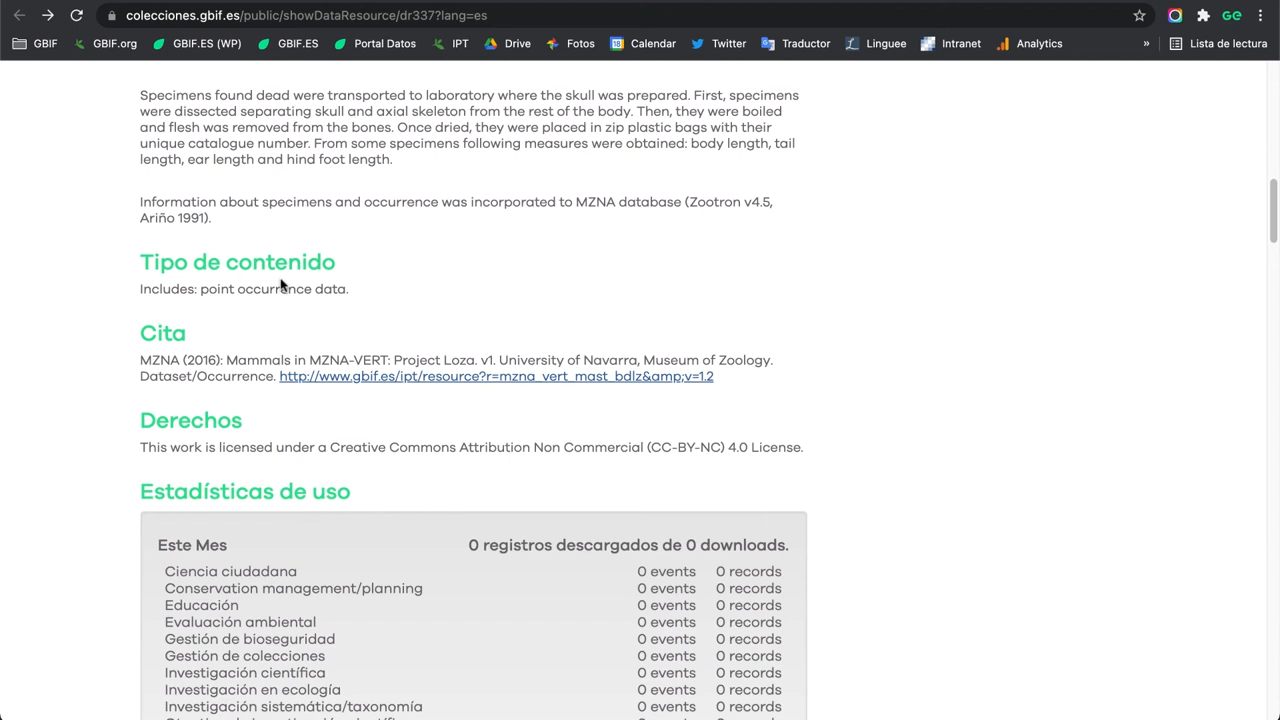 colecciones.gbif.es/public/showDataResource/dr337?lang=es
GE
GBIF GBIF.org GBIF.ES (WP) GBIF.ES Portal Datos IPT Drive Fotos 18 Calendar Twitter Traductor Linguee Intranet Analytics » Lista de lectura
Specimens found dead were transported to laboratory where the skull was prepared. First, specimens
were dissected separating skull and axial skeleton from the rest of the body. Then, they were boiled
and flesh was removed from the bones. Once dried, they were placed in zip plastic bags with their
unique catalogue number. From some specimens following measures were obtained: body length, tail
length, ear length and hind foot length.
Information about specimens and occurrence was incorporated to MZNA database (Zootron v4.5,
Ariño 1991).
Tipo de contenido
Includes: point occurrence data.
Cita
MZNA (2016): Mammals in MZNA-VERT: Project Loza. v1. University of Navarra, Museum of Zoology.
Dataset/Occurrence. http://www.gbif.es/ipt/resource?r=mzna_vert_mast_bdlz&amp;v=1.2
Derechos
This work is licensed under a Creative Commons Attribution Non Commercial (CC-BY-NC) 4.0 License.
Estadísticas de uso
Este Mes 0 registros descargados de 0 downloads.
Ciencia ciudadana 0 events 0 records
Conservation management/planning 0 events 0 records
Educación 0 events 0 records
Evaluación ambiental 0 events 0 records
Gestión de bioseguridad 0 events 0 records
Gestión de colecciones 0 events 0 records
Investigación científica 0 events 0 records
Investigación en ecología 0 events 0 records
Investigación sistemática/taxonomía 0 events 0 records